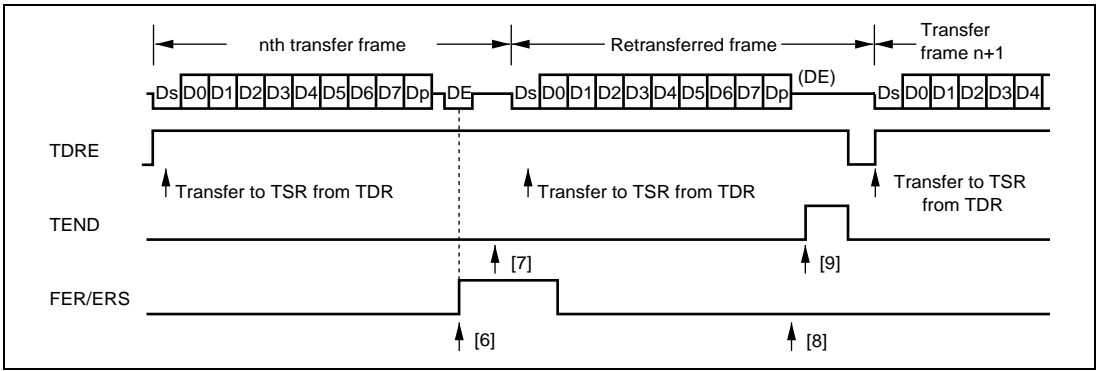 nth transfer frame Retransferred frame Transfer frame n+1
(DE)
Ds D0 D1 D2 D3 D4 D5 D6 D7 Dp DE Ds D0 D1 D2 D3 D4 D5 D6 D7 Dp Ds D0 D1 D2 D3 D4
TDRE
Transfer to TSR from TDR Transfer to TSR from TDR Transfer to TSR
from TDR
TEND
[7] [9]
FER/ERS
[6] [8]